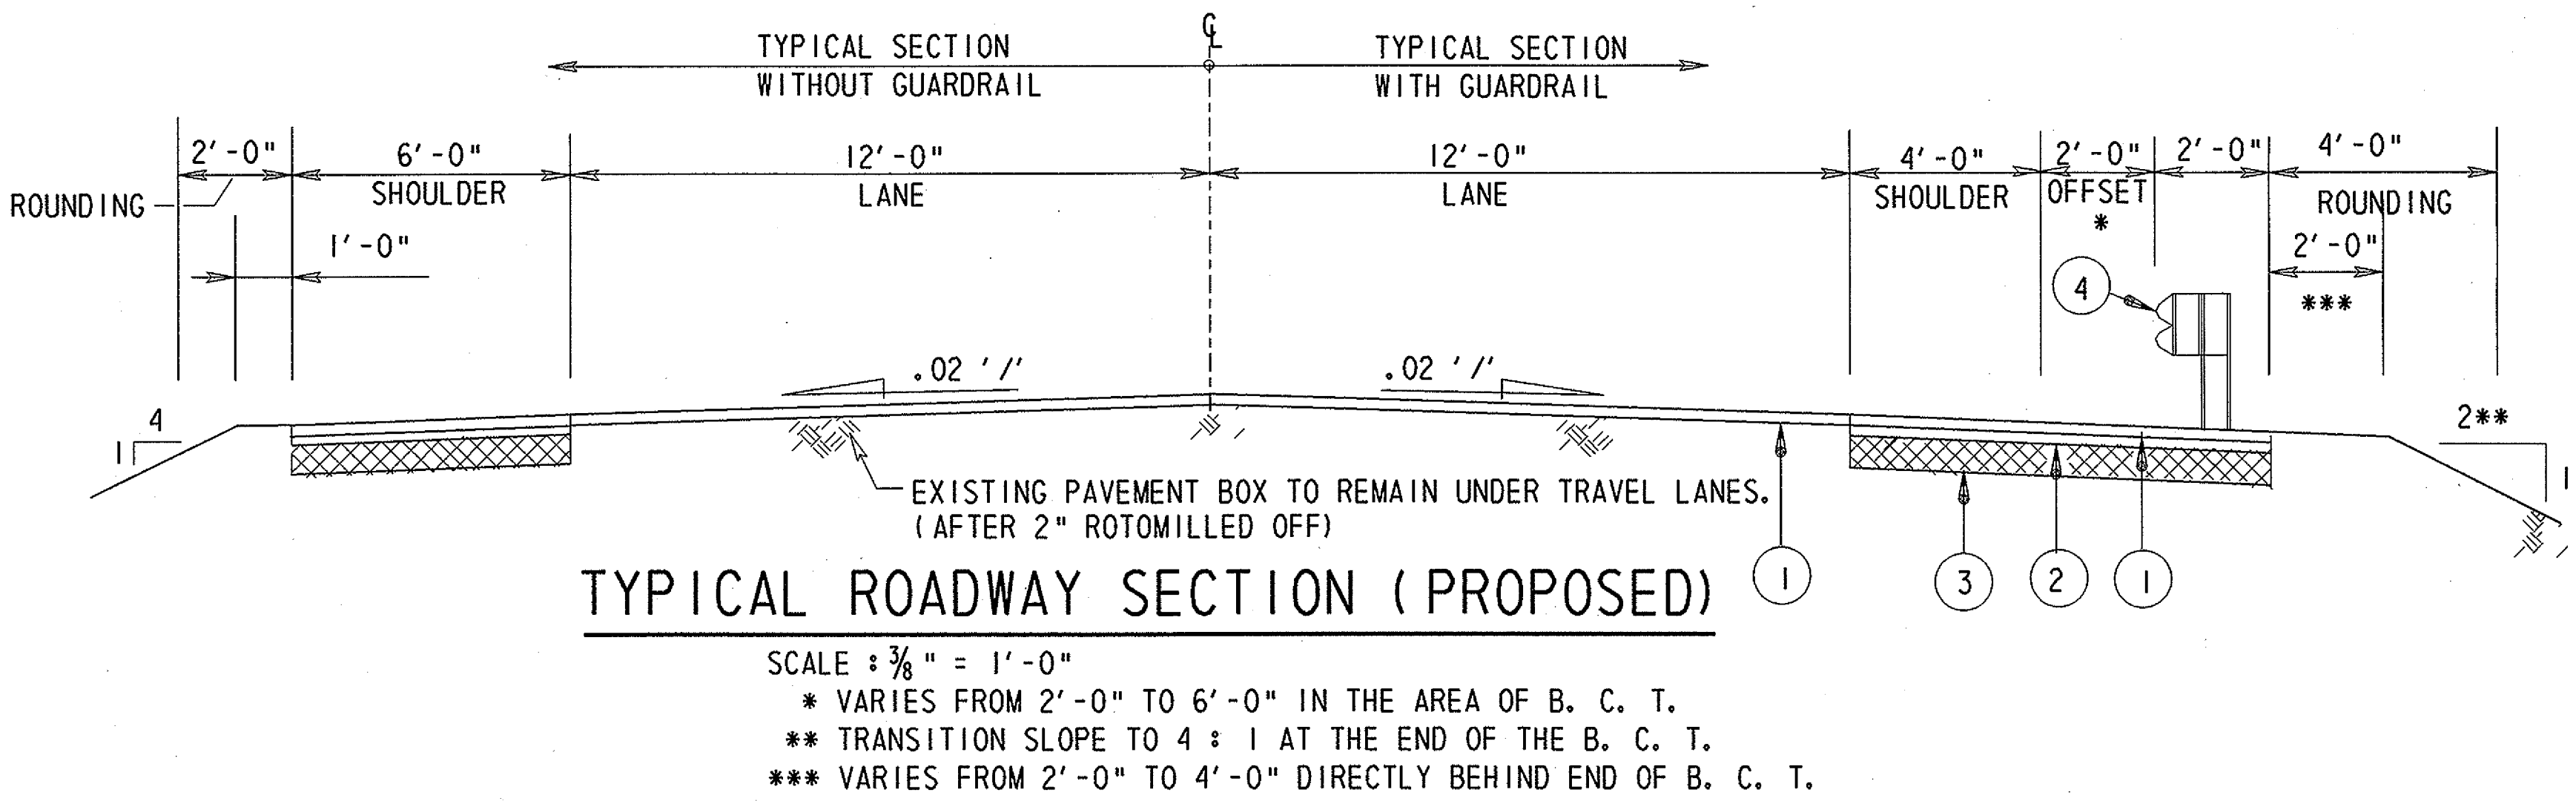 ℄
TYPICAL SECTION
WITHOUT GUARDRAIL
TYPICAL SECTION
WITH GUARDRAIL
2'-0"
6'-0"
12'-0"
12'-0"
4'-0"
2'-0"
2'-0"
4'-0"
ROUNDING
SHOULDER
LANE
LANE
SHOULDER
OFFSET
*
ROUNDING
1'-0"
2'-0"
***
4
.02 '/'
.02 '/'
4
1
2**
1
EXISTING PAVEMENT BOX TO REMAIN UNDER TRAVEL LANES.
(AFTER 2" ROTOMILLED OFF)
1
3
2
1
TYPICAL ROADWAY SECTION (PROPOSED)
SCALE : 3/8" = 1'-0"
* VARIES FROM 2'-0" TO 6'-0" IN THE AREA OF B. C. T.
** TRANSITION SLOPE TO 4 : 1 AT THE END OF THE B. C. T.
*** VARIES FROM 2'-0" TO 4'-0" DIRECTLY BEHIND END OF B. C. T.